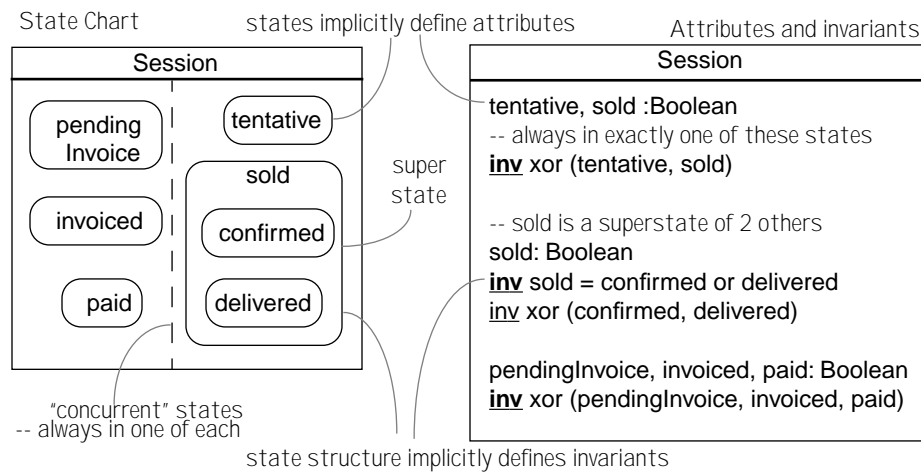 State Chart
states implicitly define attributes
Attributes and invariants
Session
pending
Invoice
invoiced
paid
tentative
sold
confirmed
delivered
super
state
"concurrent" states
-- always in one of each
state structure implicitly defines invariants
Session
tentative, sold :Boolean
-- always in exactly one of these states
inv xor (tentative, sold)
-- sold is a superstate of 2 others
sold: Boolean
inv sold = confirmed or delivered
inv xor (confirmed, delivered)
pendingInvoice, invoiced, paid: Boolean
inv xor (pendingInvoice, invoiced, paid)